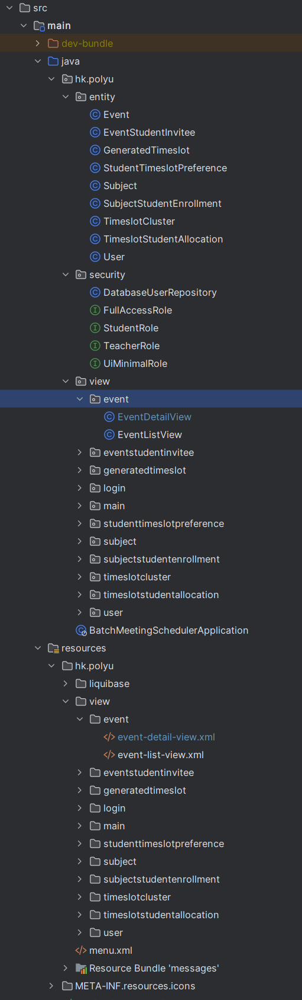 src
main
dev-bundle
java
hk.polyu
entity
Event
EventStudentInvitee
GeneratedTimeslot
StudentTimeslotPreference
Subject
SubjectStudentEnrollment
TimeslotCluster
TimeslotStudentAllocation
User
security
DatabaseUserRepository
FullAccessRole
StudentRole
TeacherRole
UiMinimalRole
view
event
EventDetailView
EventListView
eventstudentinvitee
generatedtimeslot
login
main
studenttimeslotpreference
subject
subjectstudentenrollment
timeslotcluster
timeslotstudentallocation
user
BatchMeetingSchedulerApplication
resources
hk.polyu
liquibase
view
event
event-detail-view.xml
event-list-view.xml
eventstudentinvitee
generatedtimeslot
login
main
studenttimeslotpreference
subject
subjectstudentenrollment
timeslotcluster
timeslotstudentallocation
user
menu.xml
Resource Bundle 'messages'
META-INF.resources.icons